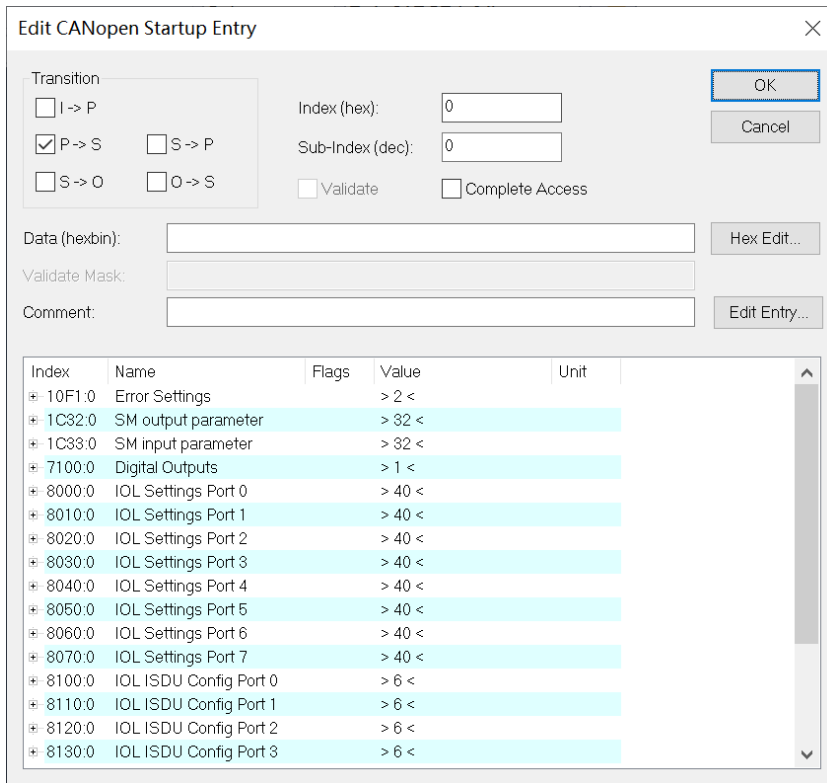 Edit CANopen Startup Entry
Transition
I -> P
P -> S
S -> P
S -> O
O -> S
Index (hex): 0
Sub-Index (dec): 0
Validate
Complete Access
OK
Cancel
Data (hexbin):
Hex Edit...
Validate Mask:
Comment:
Edit Entry...
Index Name Flags Value Unit
10F1:0 Error Settings > 2 <
1C32:0 SM output parameter > 32 <
1C33:0 SM input parameter > 32 <
7100:0 Digital Outputs > 1 <
8000:0 IOL Settings Port 0 > 40 <
8010:0 IOL Settings Port 1 > 40 <
8020:0 IOL Settings Port 2 > 40 <
8030:0 IOL Settings Port 3 > 40 <
8040:0 IOL Settings Port 4 > 40 <
8050:0 IOL Settings Port 5 > 40 <
8060:0 IOL Settings Port 6 > 40 <
8070:0 IOL Settings Port 7 > 40 <
8100:0 IOL ISDU Config Port 0 > 6 <
8110:0 IOL ISDU Config Port 1 > 6 <
8120:0 IOL ISDU Config Port 2 > 6 <
8130:0 IOL ISDU Config Port 3 > 6 <